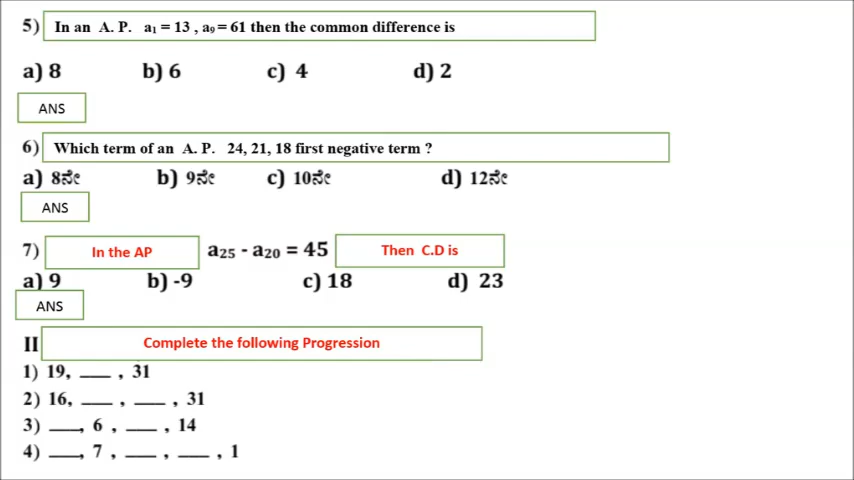 5) In an A. P. a₁ = 13 , a₉ = 61 then the common difference is
a) 8 b) 6 c) 4 d) 2
ANS
6) Which term of an A. P. 24, 21, 18 first negative term ?
a) 8ನೇ b) 9ನೇ c) 10ನೇ d) 12ನೇ
ANS
7) In the AP a₂₅ - a₂₀ = 45 Then C.D is
a) 9 b) -9 c) 18 d) 23
ANS
II Complete the following Progression
1) 19, ___ , 31
2) 16, ___ , ___ , 31
3) ___, 6 , ___ , 14
4) ___, 7 , ___ , ___ , 1